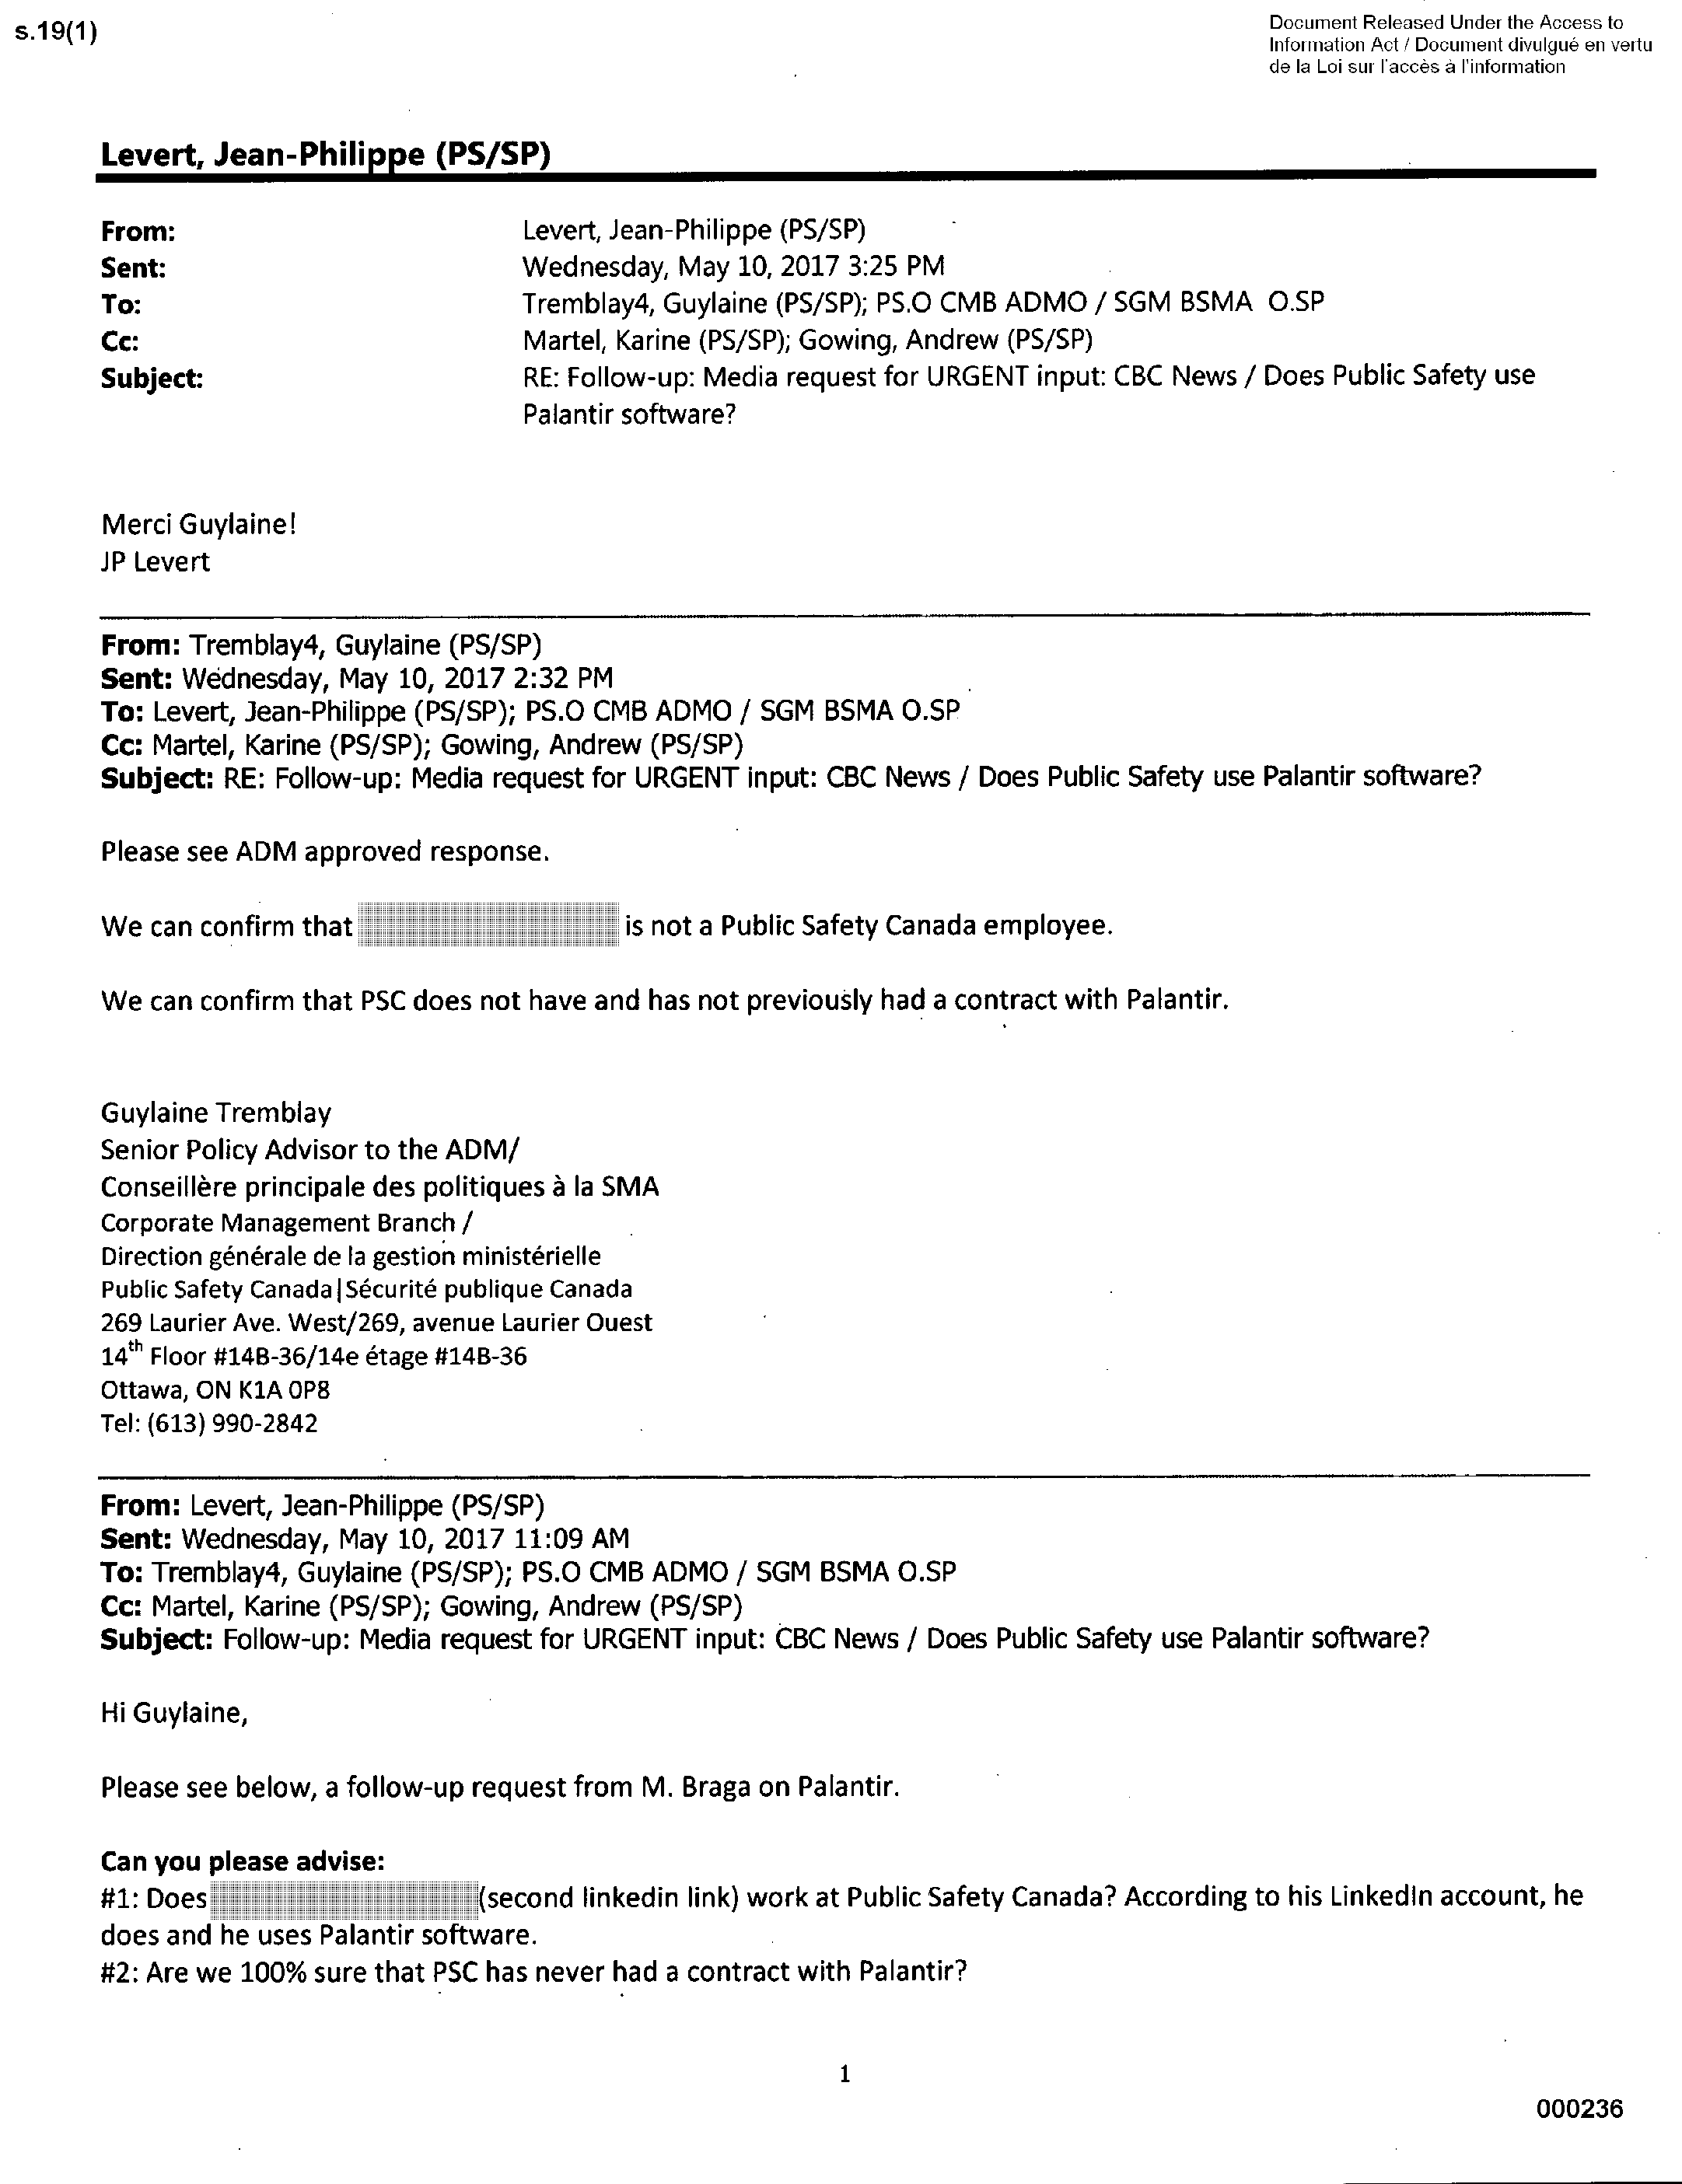 s.19(1)
Document Released Under the Access to
Information Act / Document divulgué en vertu
de la Loi sur l'accès à l'information
Levert, Jean-Philippe (PS/SP)
From: Levert, Jean-Philippe (PS/SP)
Sent: Wednesday, May 10, 2017 3:25 PM
To: Tremblay4, Guylaine (PS/SP); PS.O CMB ADMO / SGM BSMA O.SP
Cc: Martel, Karine (PS/SP); Gowing, Andrew (PS/SP)
Subject: RE: Follow-up: Media request for URGENT input: CBC News / Does Public Safety use
Palantir software?
Merci Guylaine!
JP Levert
From: Tremblay4, Guylaine (PS/SP)
Sent: Wednesday, May 10, 2017 2:32 PM
To: Levert, Jean-Philippe (PS/SP); PS.O CMB ADMO / SGM BSMA O.SP
Cc: Martel, Karine (PS/SP); Gowing, Andrew (PS/SP)
Subject: RE: Follow-up: Media request for URGENT input: CBC News / Does Public Safety use Palantir software?
Please see ADM approved response.
We can confirm that is not a Public Safety Canada employee.
We can confirm that PSC does not have and has not previously had a contract with Palantir.
Guylaine Tremblay
Senior Policy Advisor to the ADM/
Conseillère principale des politiques à la SMA
Corporate Management Branch /
Direction générale de la gestion ministérielle
Public Safety Canada|Sécurité publique Canada
269 Laurier Ave. West/269, avenue Laurier Ouest
14th Floor #14B-36/14e étage #14B-36
Ottawa, ON K1A 0P8
Tel: (613) 990-2842
From: Levert, Jean-Philippe (PS/SP)
Sent: Wednesday, May 10, 2017 11:09 AM
To: Tremblay4, Guylaine (PS/SP); PS.O CMB ADMO / SGM BSMA O.SP
Cc: Martel, Karine (PS/SP); Gowing, Andrew (PS/SP)
Subject: Follow-up: Media request for URGENT input: CBC News / Does Public Safety use Palantir software?
Hi Guylaine,
Please see below, a follow-up request from M. Braga on Palantir.
Can you please advise:
#1: Does (second linkedin link) work at Public Safety Canada? According to his LinkedIn account, he
does and he uses Palantir software.
#2: Are we 100% sure that PSC has never had a contract with Palantir?
1
000236